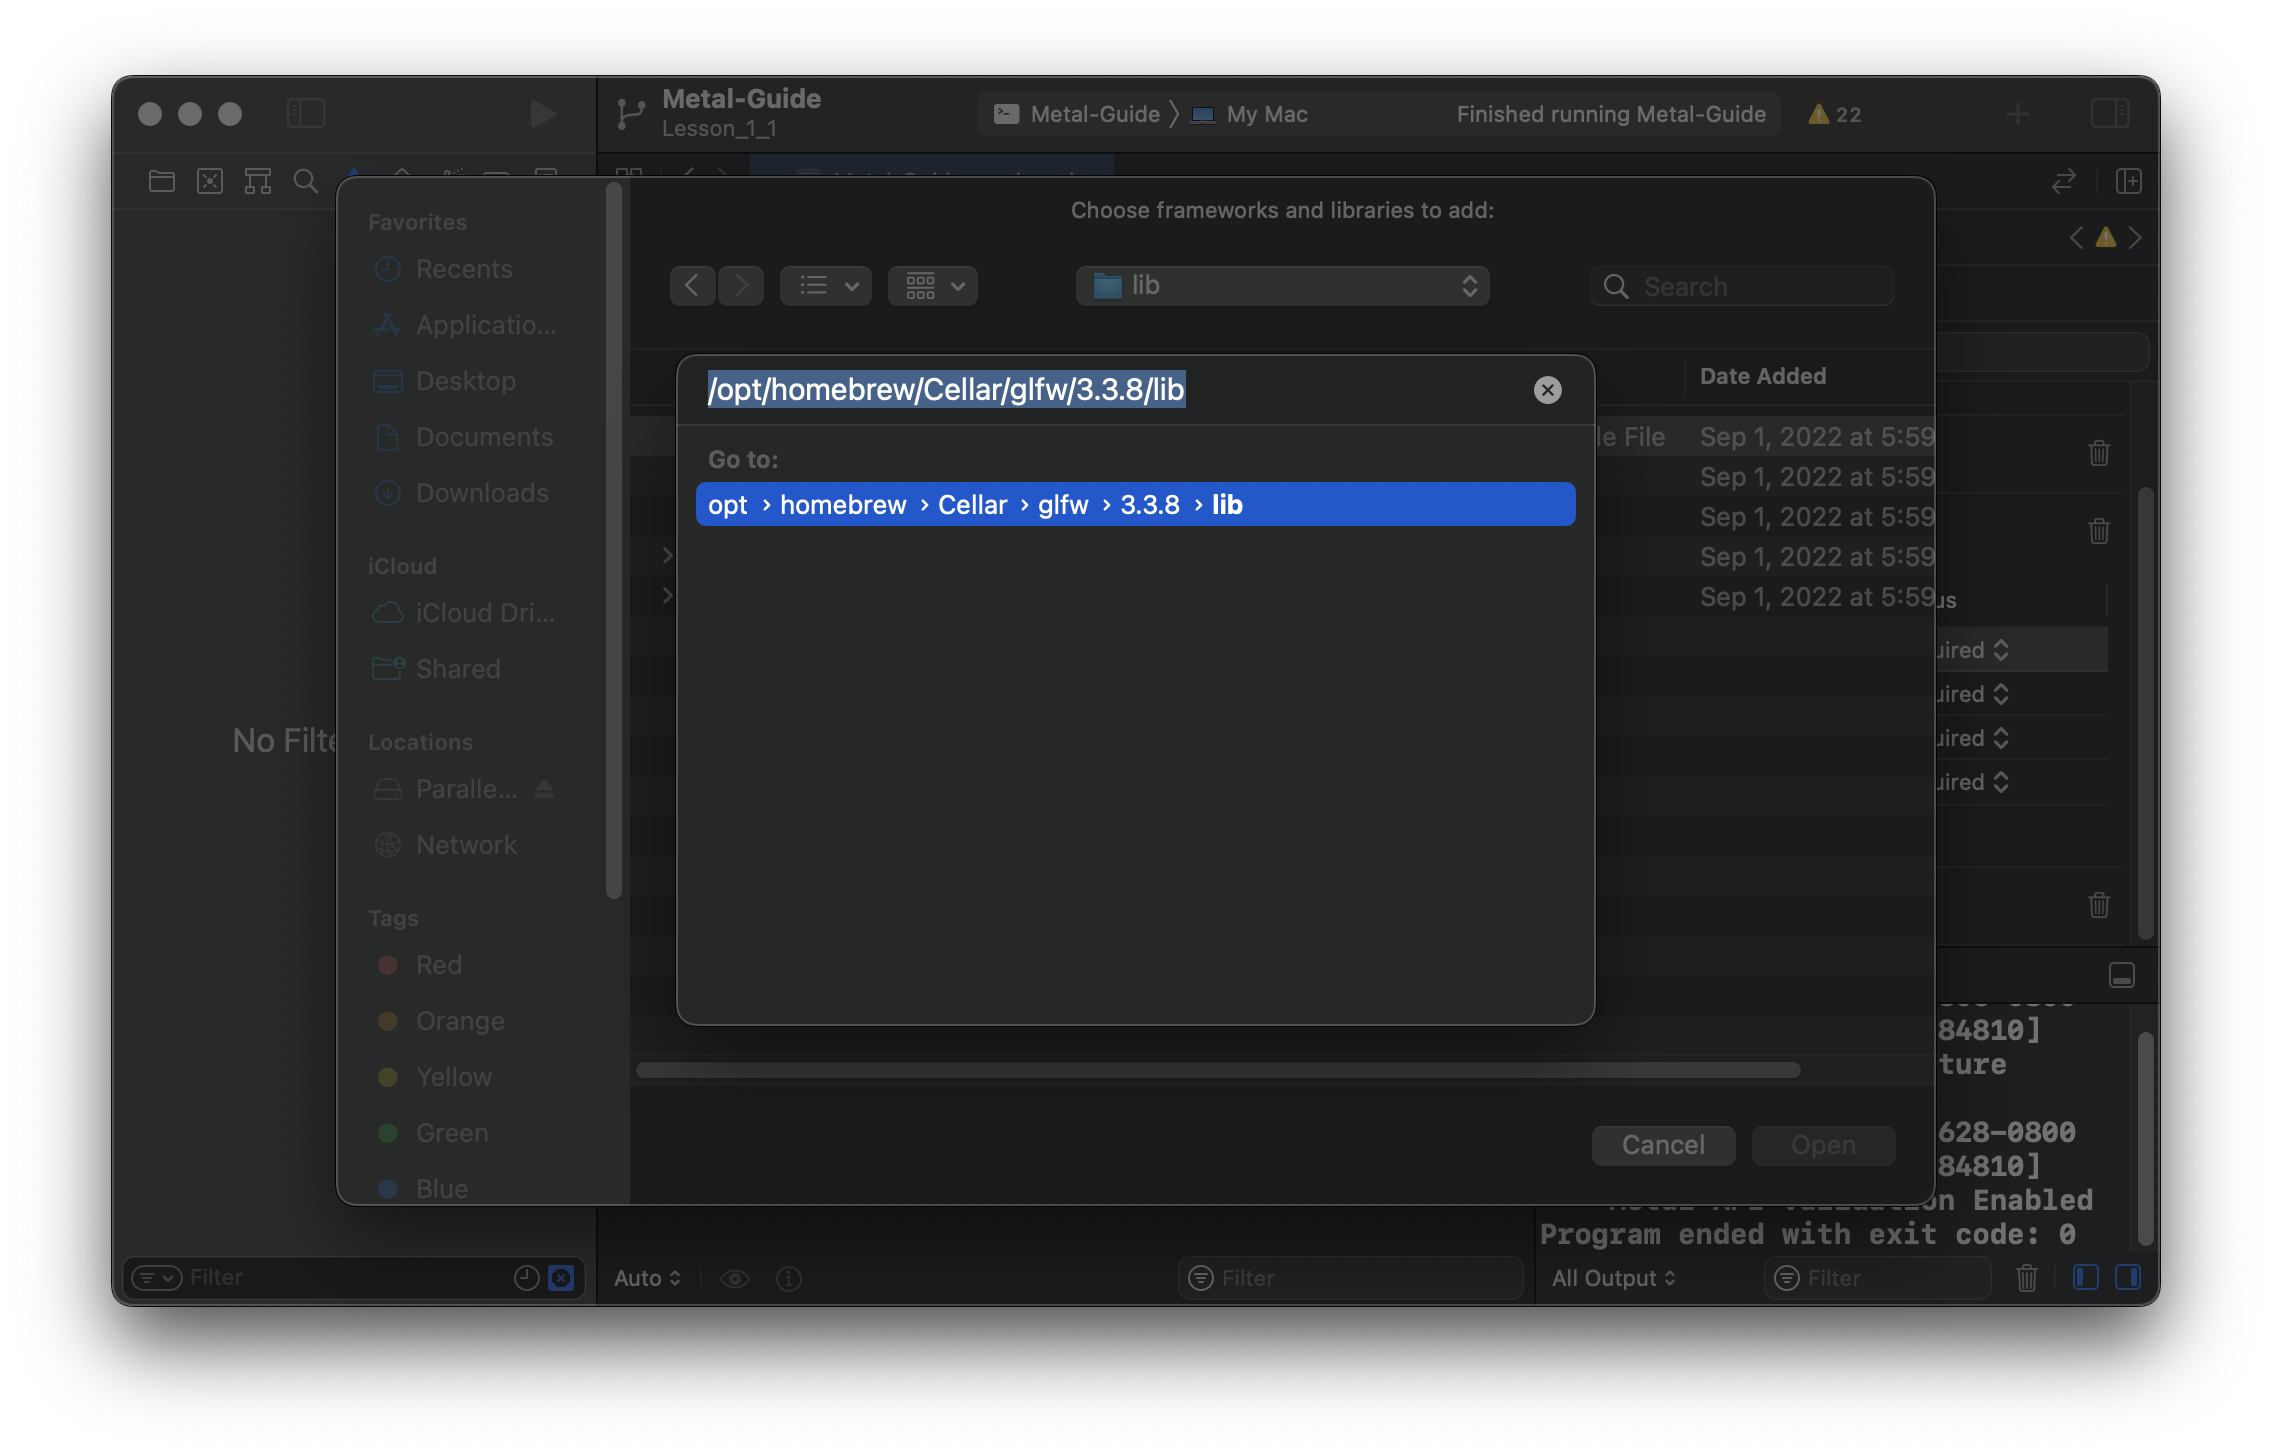 Metal-Guide
Lesson_1_1
Metal-Guide
My Mac
Finished running Metal-Guide
22
Choose frameworks and libraries to add:
Favorites
Recents
Applicatio...
Desktop
Documents
Downloads
iCloud
iCloud Dri...
Shared
Locations
Paralle...
Network
Tags
Red
Orange
Yellow
Green
Blue
lib
Search
Date Added
/opt/homebrew/Cellar/glfw/3.3.8/lib
Go to:
opt › homebrew › Cellar › glfw › 3.3.8 › lib
le File
Sep 1, 2022 at 5:59
Sep 1, 2022 at 5:59
Sep 1, 2022 at 5:59
Sep 1, 2022 at 5:59
Sep 1, 2022 at 5:59
us
uired
uired
uired
uired
No Filte
Cancel
Open
84810]
ture
628-0800
84810]
n Enabled
Program ended with exit code: 0
Filter
Auto
Filter
All Output
Filter